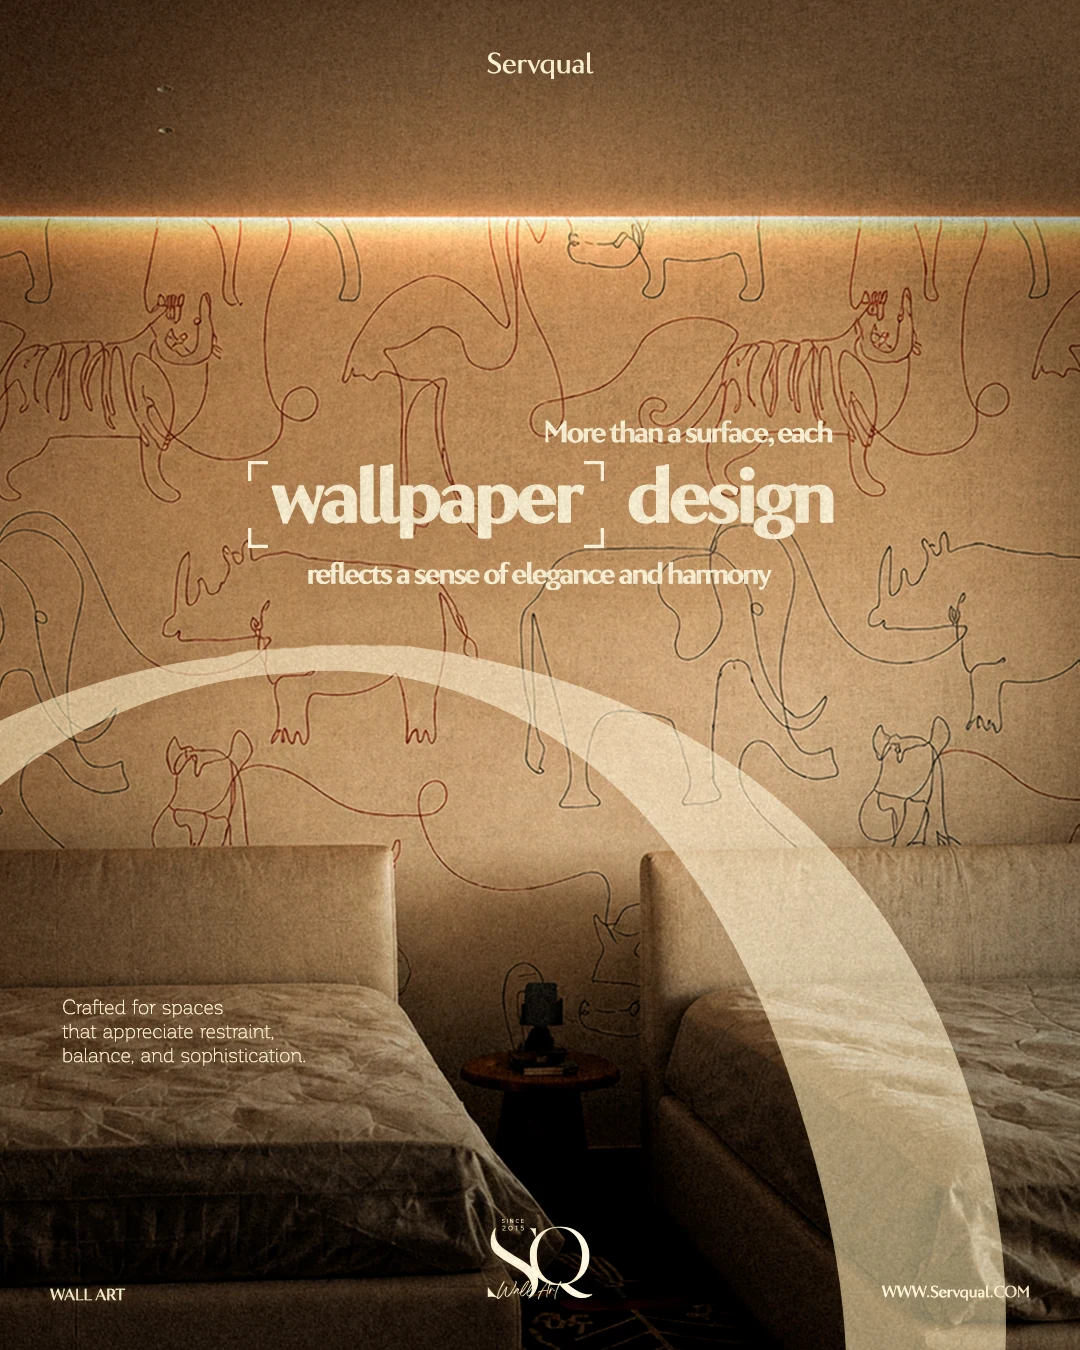 Servqual
More than a surface, each
wallpaper design
reflects a sense of elegance and harmony
Crafted for spaces
that appreciate restraint,
balance, and sophistication.
SINCE
2015
SQ
Wall Art
WALL ART
WWW.Servqual.COM